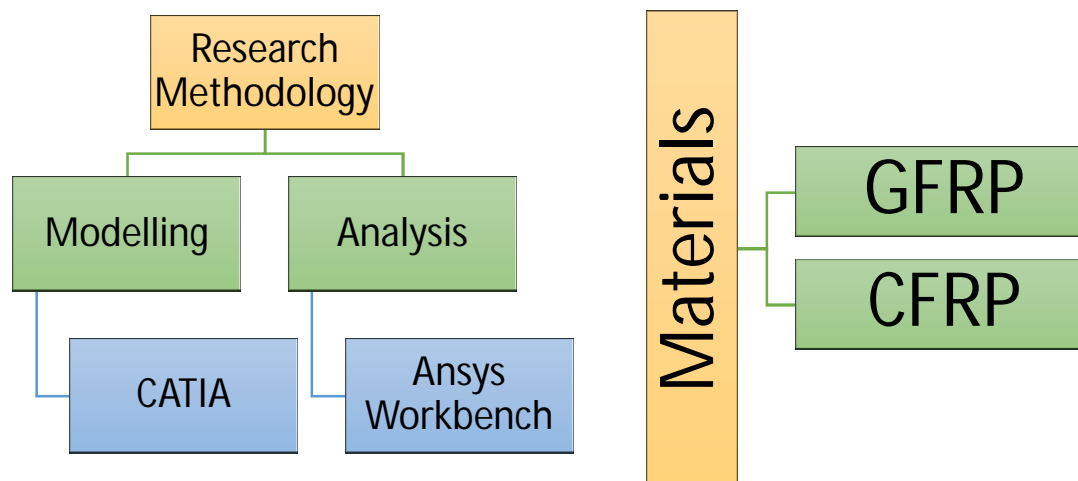 Research
Methodology
Modelling
Analysis
CATIA
Ansys
Workbench
Materials
GFRP
CFRP